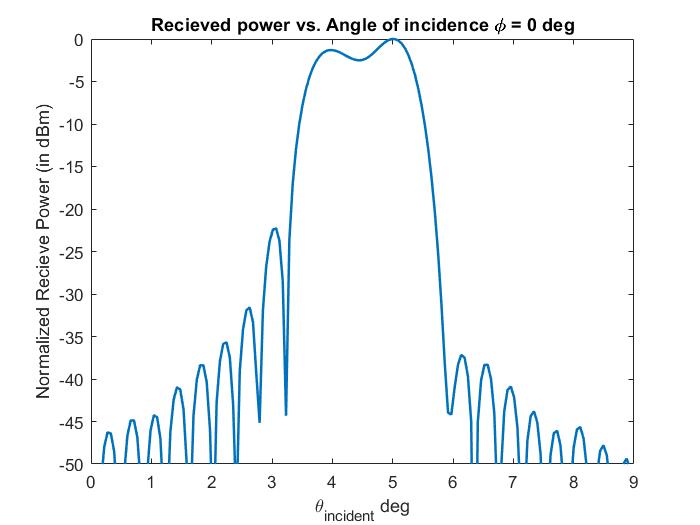 Recieved power vs. Angle of incidence ϕ = 0 deg
Normalized Recieve Power (in dBm)
0
-5
-10
-15
-20
-25
-30
-35
-40
-45
-50
0 1 2 3 4 5 6 7 8 9
θincident deg